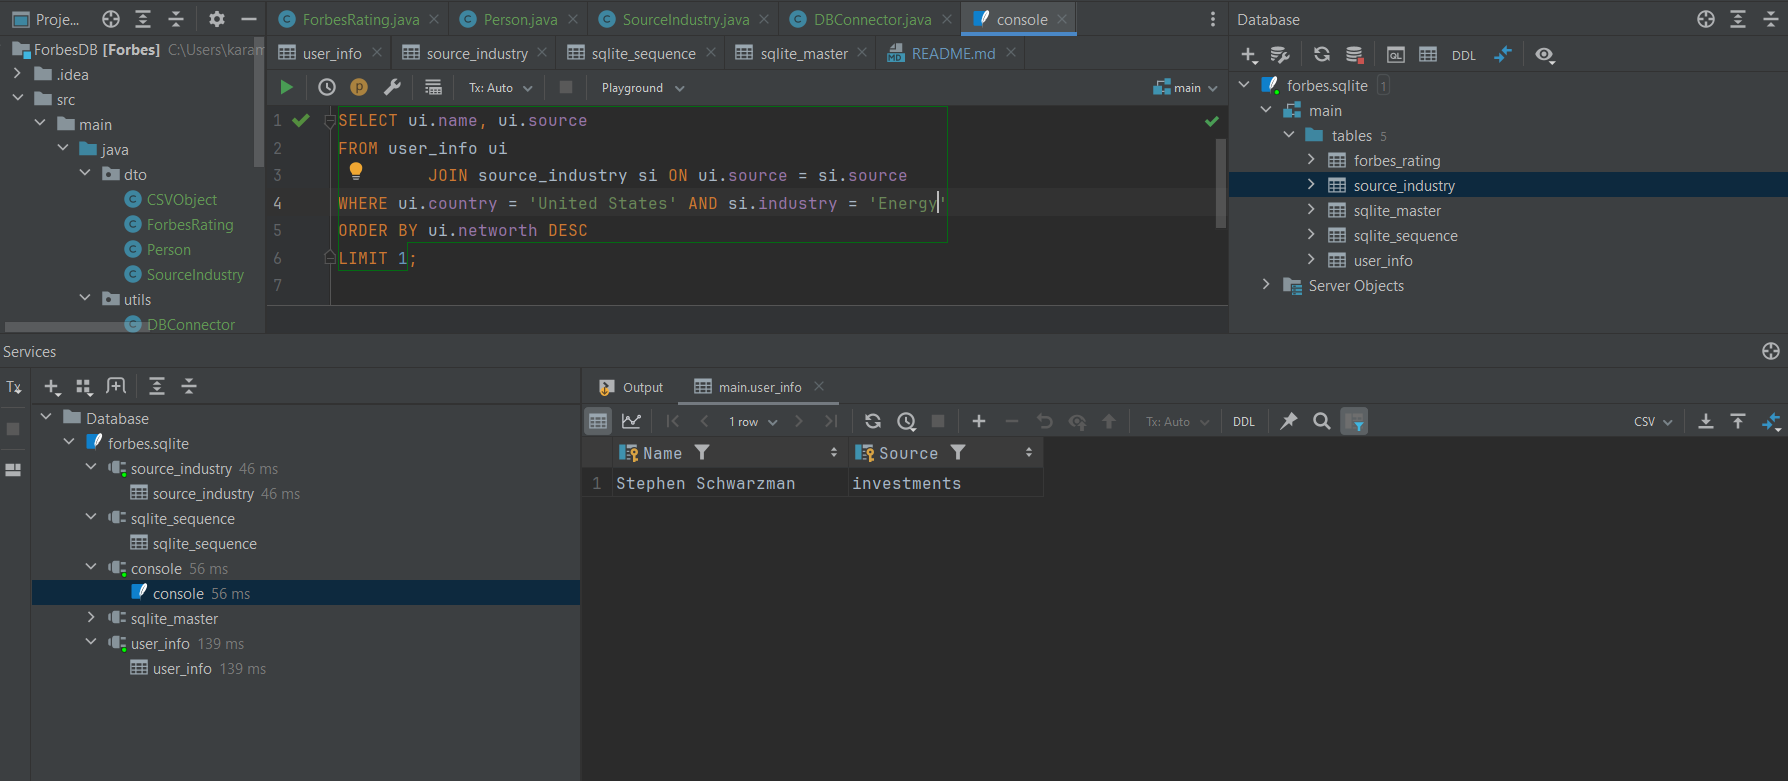 Proje...
ForbesDB [Forbes] C:\Users\karam
.idea
src
main
java
dto
CSVObject
ForbesRating
Person
SourceIndustry
utils
DBConnector
ForbesRating.java
Person.java
SourceIndustry.java
DBConnector.java
console
user_info
source_industry
sqlite_sequence
sqlite_master
README.md
Tx: Auto
Playground
main
1 SELECT ui.name, ui.source
2 FROM user_info ui
3 JOIN source_industry si ON ui.source = si.source
4 WHERE ui.country = 'United States' AND si.industry = 'Energy'
5 ORDER BY ui.networth DESC
6 LIMIT 1;
7
Database
DDL
forbes.sqlite 1
main
tables 5
forbes_rating
source_industry
sqlite_master
sqlite_sequence
user_info
Server Objects
Services
Tx
Database
forbes.sqlite
source_industry 46 ms
source_industry 46 ms
sqlite_sequence
sqlite_sequence
console 56 ms
console 56 ms
sqlite_master
user_info 139 ms
user_info 139 ms
Output
main.user_info
1 row
Tx: Auto
DDL
CSV
Name Source
1 Stephen Schwarzman investments